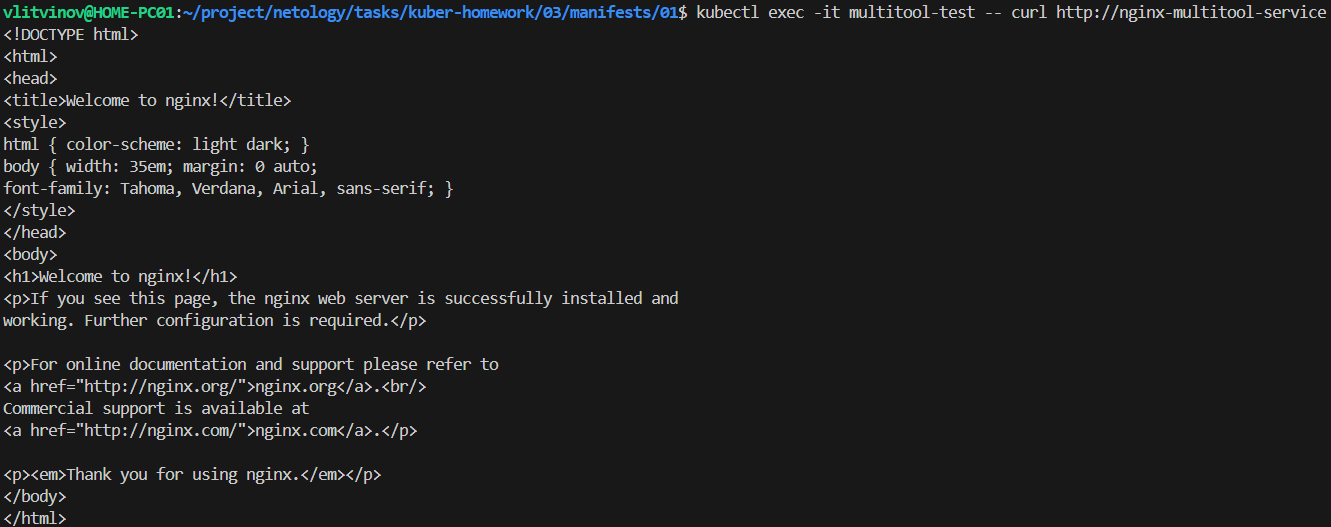 vlitvinov@HOME-PC01:~/project/netology/tasks/kuber-homework/03/manifests/01$ kubectl exec -it multitool-test -- curl http://nginx-multitool-service
<!DOCTYPE html>
<html>
<head>
<title>Welcome to nginx!</title>
<style>
html { color-scheme: light dark; }
body { width: 35em; margin: 0 auto;
font-family: Tahoma, Verdana, Arial, sans-serif; }
</style>
</head>
<body>
<h1>Welcome to nginx!</h1>
<p>If you see this page, the nginx web server is successfully installed and
working. Further configuration is required.</p>

<p>For online documentation and support please refer to
<a href="http://nginx.org/">nginx.org</a>.<br/>
Commercial support is available at
<a href="http://nginx.com/">nginx.com</a>.</p>

<p><em>Thank you for using nginx.</em></p>
</body>
</html>